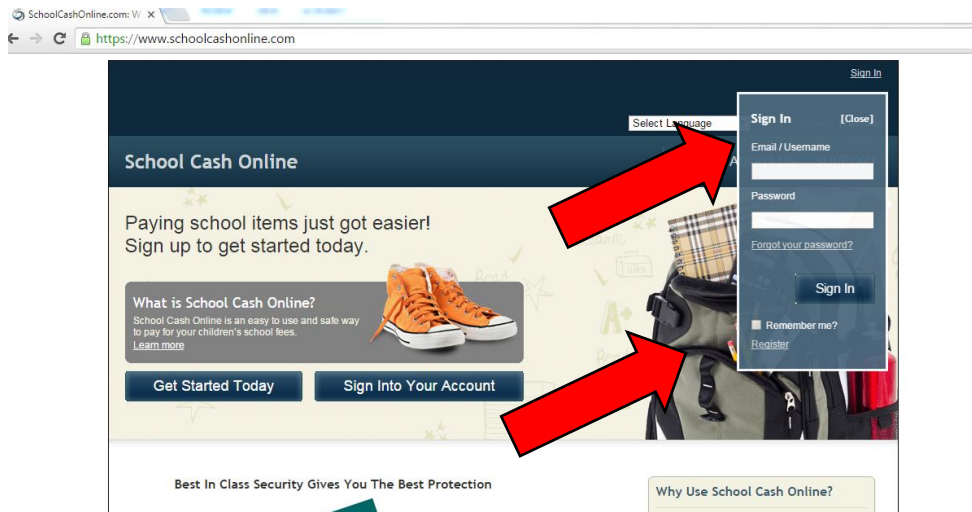 SchoolCashOnline.com: W
https://www.schoolcashonline.com
Sign In
Select Language
Sign In [Close]
Email / Username
Password
Forgot your password?
Sign In
Remember me?
Register
School Cash Online
A
Paying school items just got easier!
Sign up to get started today.
What is School Cash Online?
School Cash Online is an easy to use and safe way
to pay for your children's school fees.
Learn more
Get Started Today
Sign Into Your Account
A+
Read
Best In Class Security Gives You The Best Protection
Why Use School Cash Online?